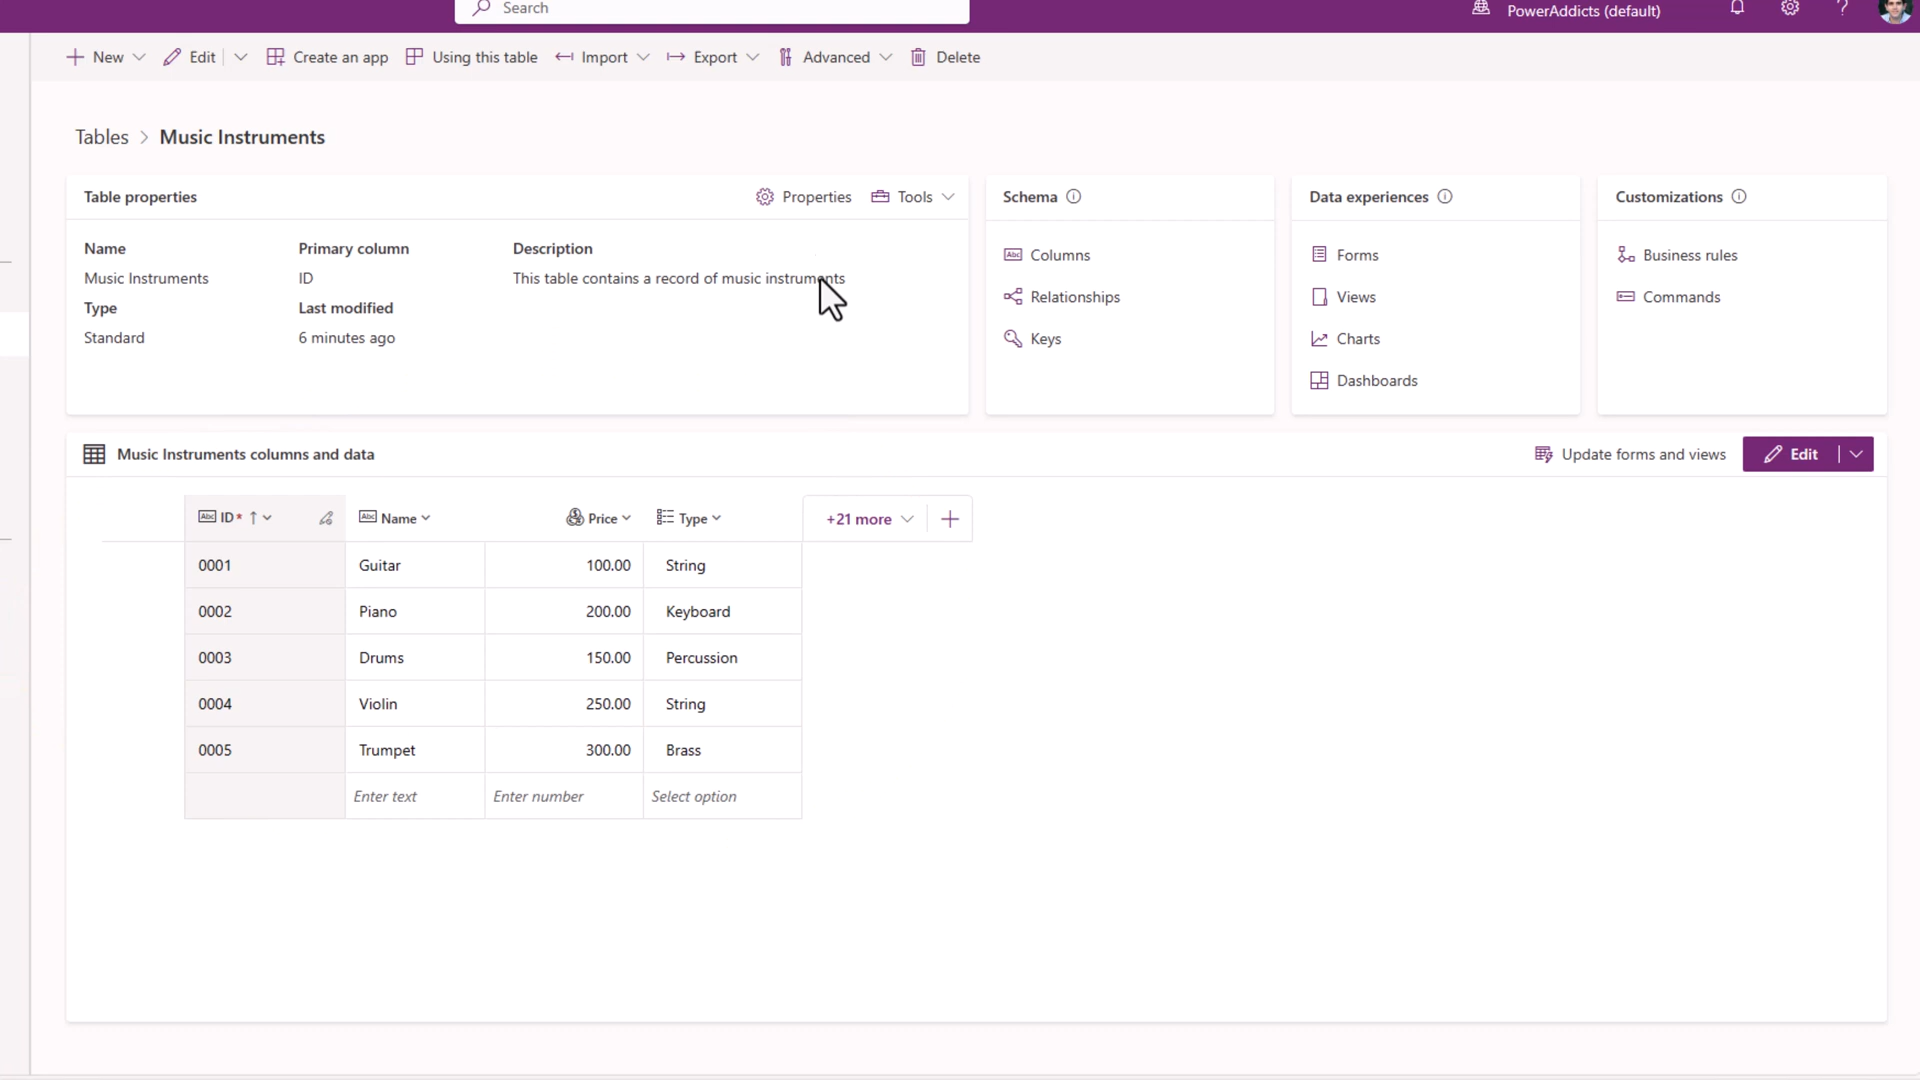 Search
PowerAddicts (default)
New Edit Create an app Using this table Import Export Advanced Delete
Tables > Music Instruments
Table properties Properties Tools
Name Primary column Description
Music Instruments ID This table contains a record of music instruments
Type Last modified
Standard 6 minutes ago
Schema
Columns
Relationships
Keys
Data experiences
Forms
Views
Charts
Dashboards
Customizations
Business rules
Commands
Music Instruments columns and data Update forms and views Edit
Abc ID* Abc Name Price Type +21 more
0001 Guitar 100.00 String
0002 Piano 200.00 Keyboard
0003 Drums 150.00 Percussion
0004 Violin 250.00 String
0005 Trumpet 300.00 Brass
Enter text Enter number Select option